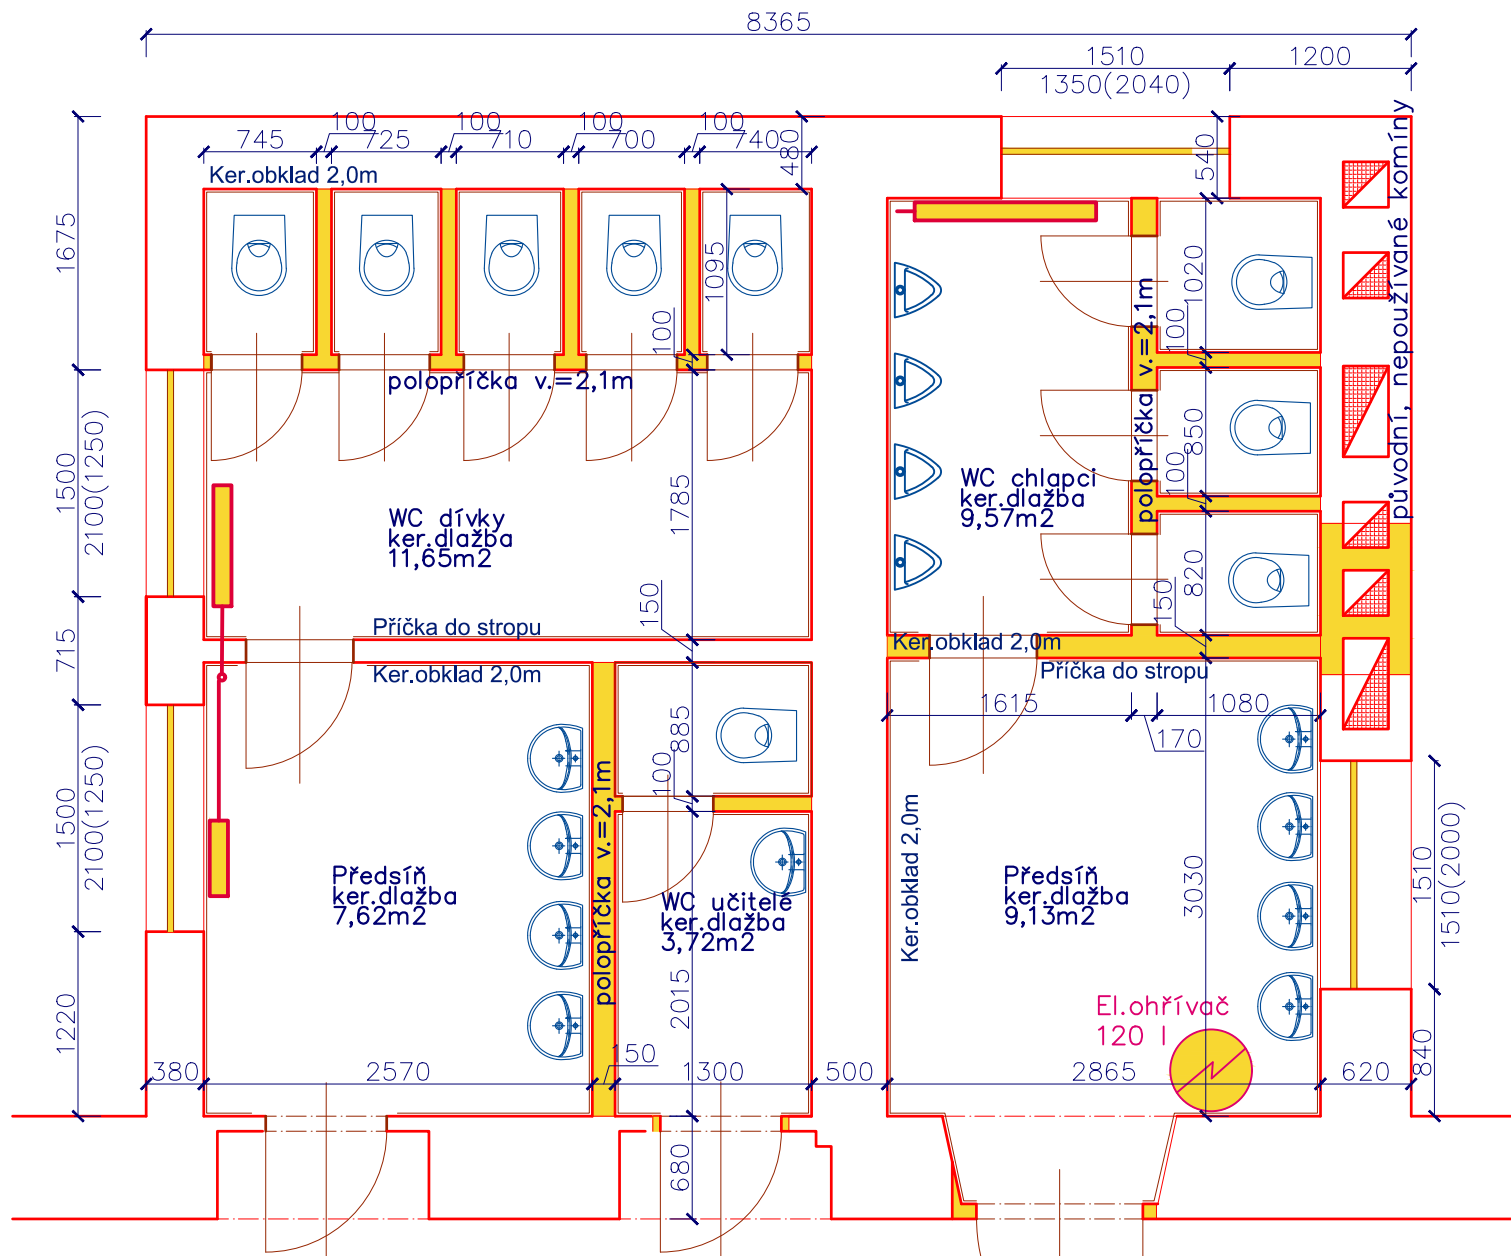 8365
1510
1350(2040)
1200
100
100
100
100
745
725
710
700
740
480
540
Ker.obklad 2,0m
1675
1095
100
1020
100
původní, nepoužívané komíny
polopříčka v.=2,1m
polopříčka v.=2,1m
1500
2100(1250)
1785
850
100
WC dívky
ker.dlažba
11,65m2
WC chlapci
ker.dlažba
9,57m2
820
150
150
715
Příčka do stropu
Ker.obklad 2,0m
Ker.obklad 2,0m
Příčka do stropu
1615
1080
170
885
100
1500
2100(1250)
polopříčka v.=2,1m
Ker.obklad 2,0m
3030
1510
1510(2000)
Předsíň
ker.dlažba
7,62m2
WC učitelé
ker.dlažba
3,72m2
Předsíň
ker.dlažba
9,13m2
2015
1220
El.ohřívač
120 l
840
380
2570
150
1300
500
2865
620
680